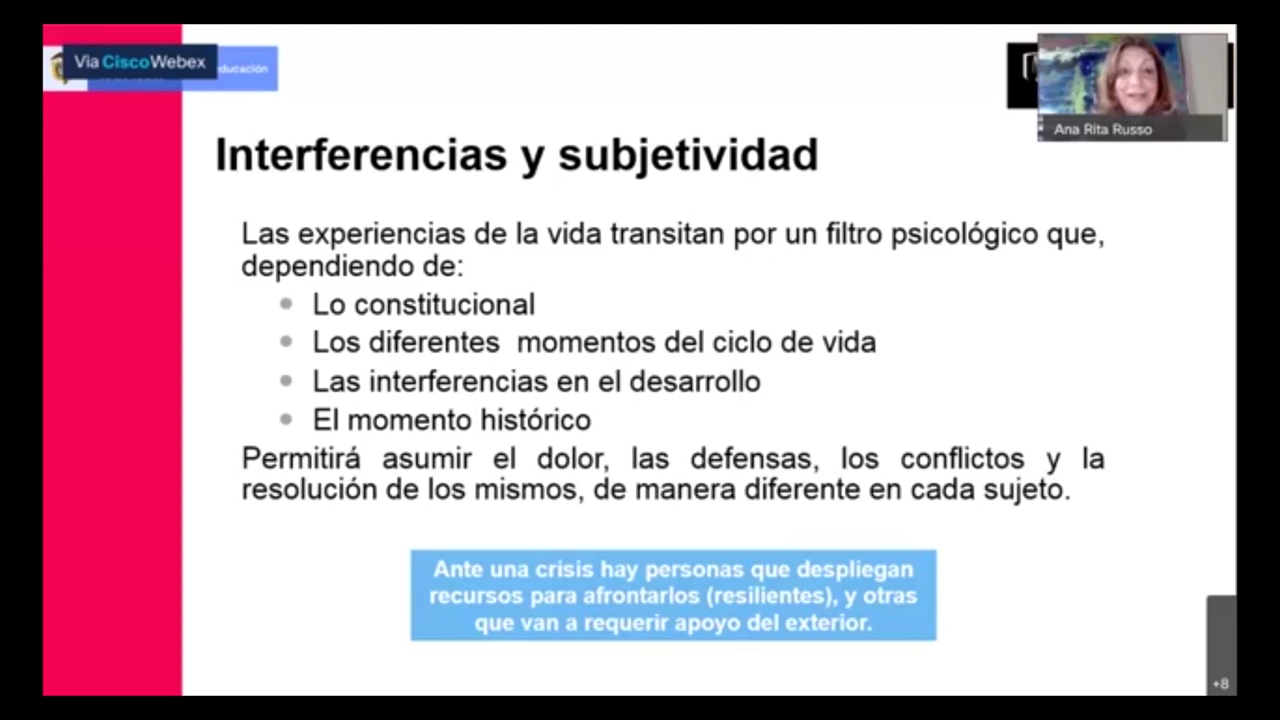 Via CiscoWebex
ducación
Ana Rita Russo
Interferencias y subjetividad
Las experiencias de la vida transitan por un filtro psicológico que,
dependiendo de:
Lo constitucional
Los diferentes momentos del ciclo de vida
Las interferencias en el desarrollo
El momento histórico
Permitirá asumir el dolor, las defensas, los conflictos y la
resolución de los mismos, de manera diferente en cada sujeto.
Ante una crisis hay personas que despliegan
recursos para afrontarlos (resilientes), y otras
que van a requerir apoyo del exterior.
+8